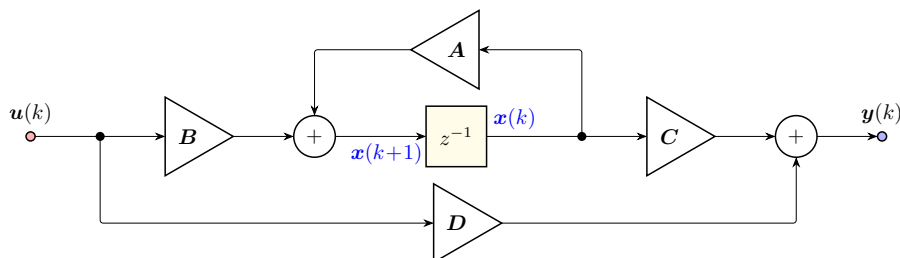 A
u(k)
B
+
x(k+1)
z⁻¹
x(k)
C
+
y(k)
D